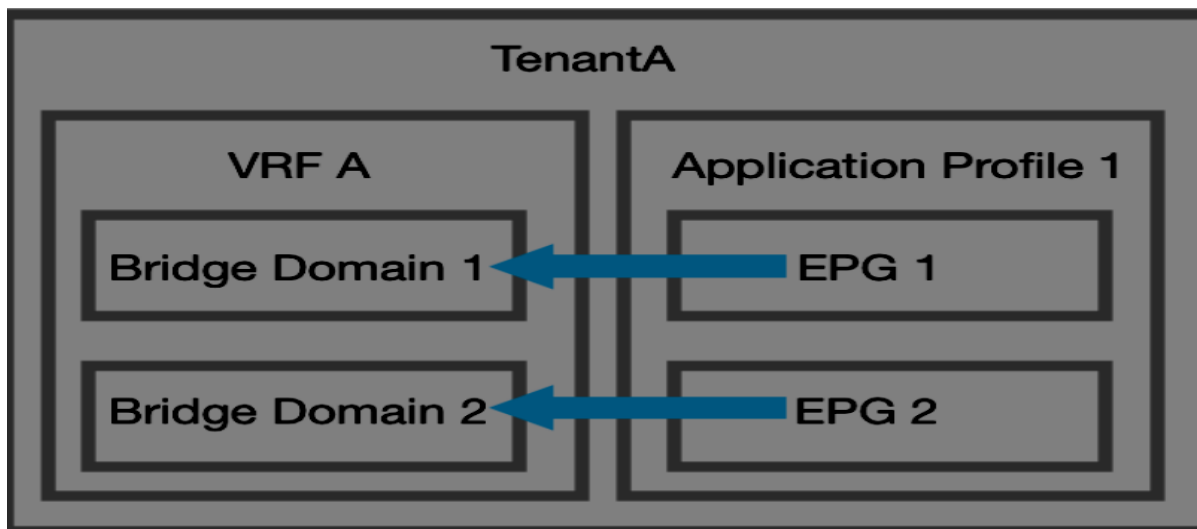 TenantA
VRF A
Bridge Domain 1
Bridge Domain 2
Application Profile 1
EPG 1
EPG 2